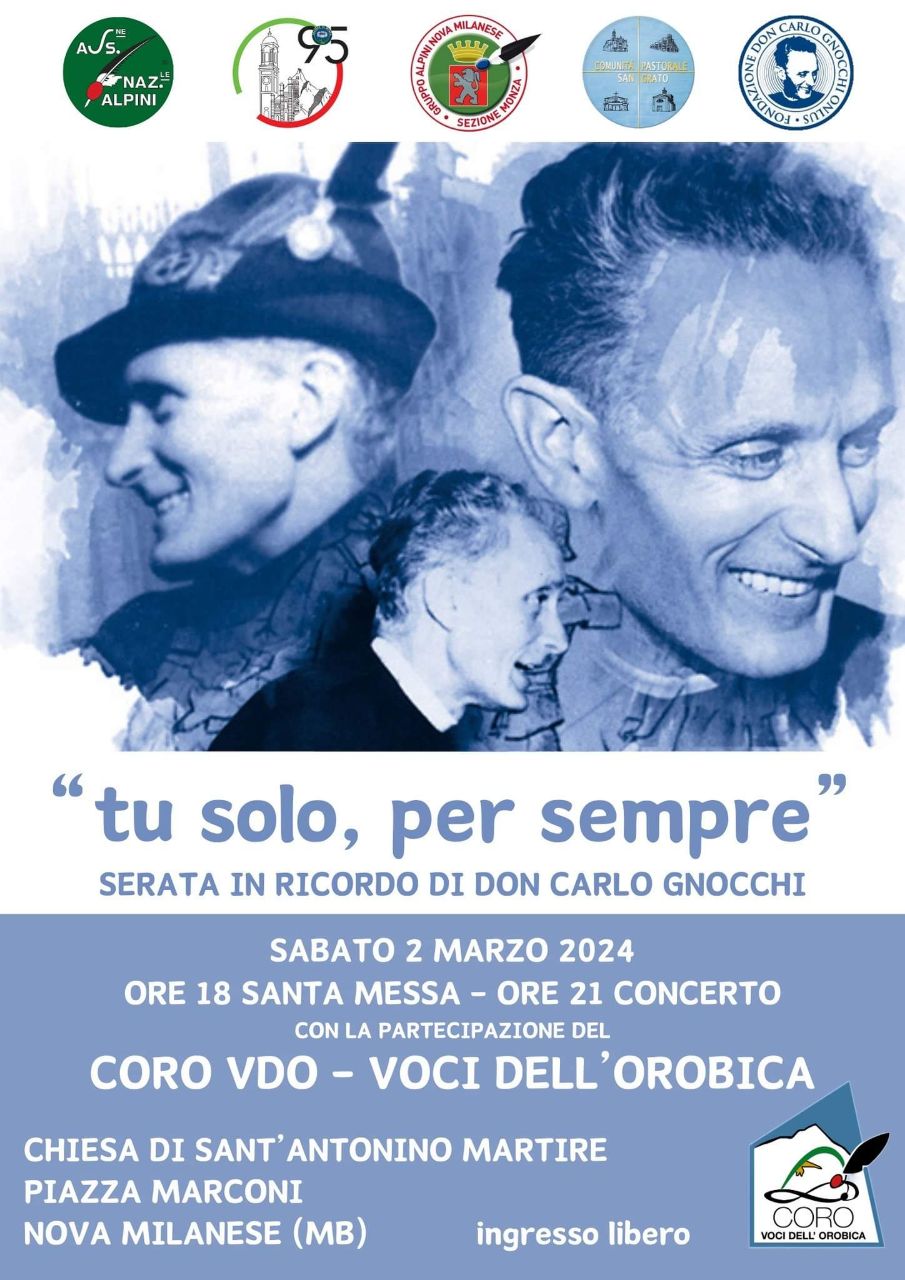 ASS.NE
NAZ.LE
ALPINI
95
GRUPPO ALPINI NOVA MILANESE
SEZIONE MONZA
COMUNITÀ PASTORALE
SAN GRATO
FONDAZIONE DON CARLO GNOCCHI ONLUS
“tu solo, per sempre”
SERATA IN RICORDO DI DON CARLO GNOCCHI
SABATO 2 MARZO 2024
ORE 18 SANTA MESSA - ORE 21 CONCERTO
CON LA PARTECIPAZIONE DEL
CORO VDO - VOCI DELL'OROBICA
CHIESA DI SANT'ANTONINO MARTIRE
PIAZZA MARCONI
NOVA MILANESE (MB)
ingresso libero
CORO
VOCI DELL' OROBICA